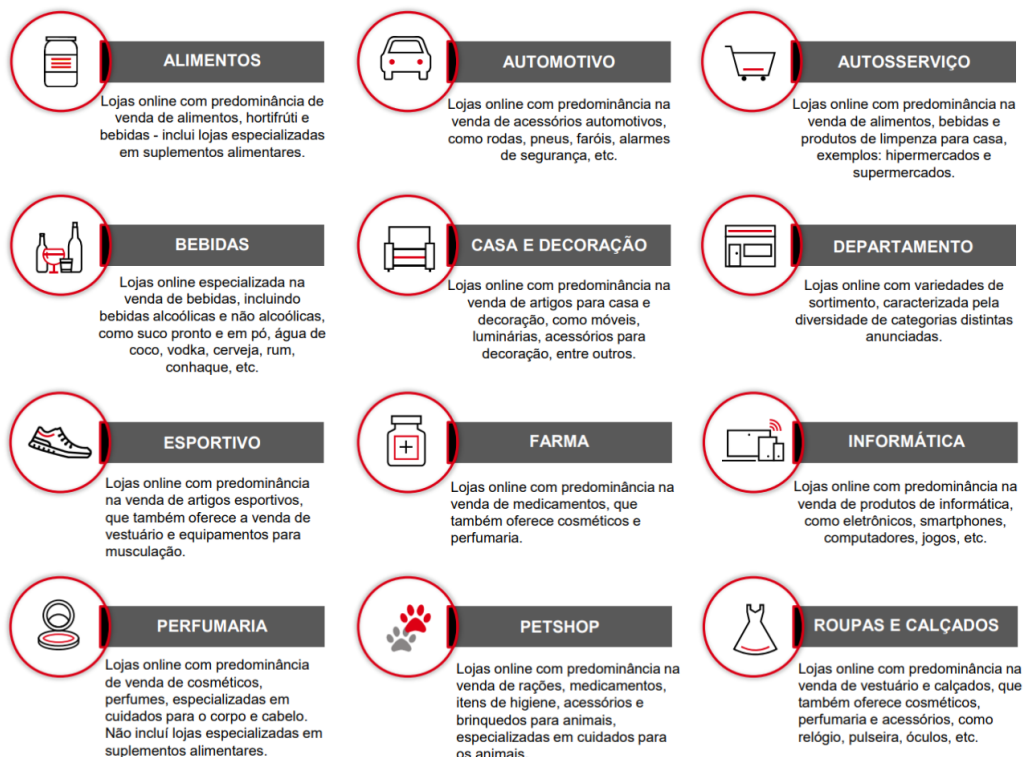 ALIMENTOS
Lojas online com predominância de
venda de alimentos, hortifrúti e
bebidas - inclui lojas especializadas
em suplementos alimentares.
AUTOMOTIVO
Lojas online com predominância na
venda de acessórios automotivos,
como rodas, pneus, faróis, alarmes
de segurança, etc.
AUTOSSERVIÇO
Lojas online com predominância na
venda de alimentos, bebidas e
produtos de limpenza para casa,
exemplos: hipermercados e
supermercados.
BEBIDAS
Lojas online especializada na
venda de bebidas, incluindo
bebidas alcoólicas e não alcoólicas,
como suco pronto e em pó, água de
coco, vodka, cerveja, rum,
conhaque, etc.
CASA E DECORAÇÃO
Lojas online com predominância na
venda de artigos para casa e
decoração, como móveis,
luminárias, acessórios para
decoração, entre outros.
DEPARTAMENTO
Lojas online com variedades de
sortimento, caracterizada pela
diversidade de categorias distintas
anunciadas.
ESPORTIVO
Lojas online com predominância
na venda de artigos esportivos,
que também oferece a venda de
vestuário e equipamentos para
musculação.
FARMA
Lojas online com predominância na
venda de medicamentos, que
também oferece cosméticos e
perfumaria.
INFORMÁTICA
Lojas online com predominância na
venda de produtos de informática,
como eletrônicos, smartphones,
computadores, jogos, etc.
PERFUMARIA
Lojas online com predominância
de venda de cosméticos,
perfumes, especializadas em
cuidados para o corpo e cabelo.
Não incluí lojas especializadas em
suplementos alimentares.
PETSHOP
Lojas online com predominância na
venda de rações, medicamentos,
itens de higiene, acessórios e
brinquedos para animais,
especializadas em cuidados para
os animais
ROUPAS E CALÇADOS
Lojas online com predominância na
venda de vestuário e calçados, que
também oferece cosméticos,
perfumaria e acessórios, como
relógio, pulseira, óculos, etc.